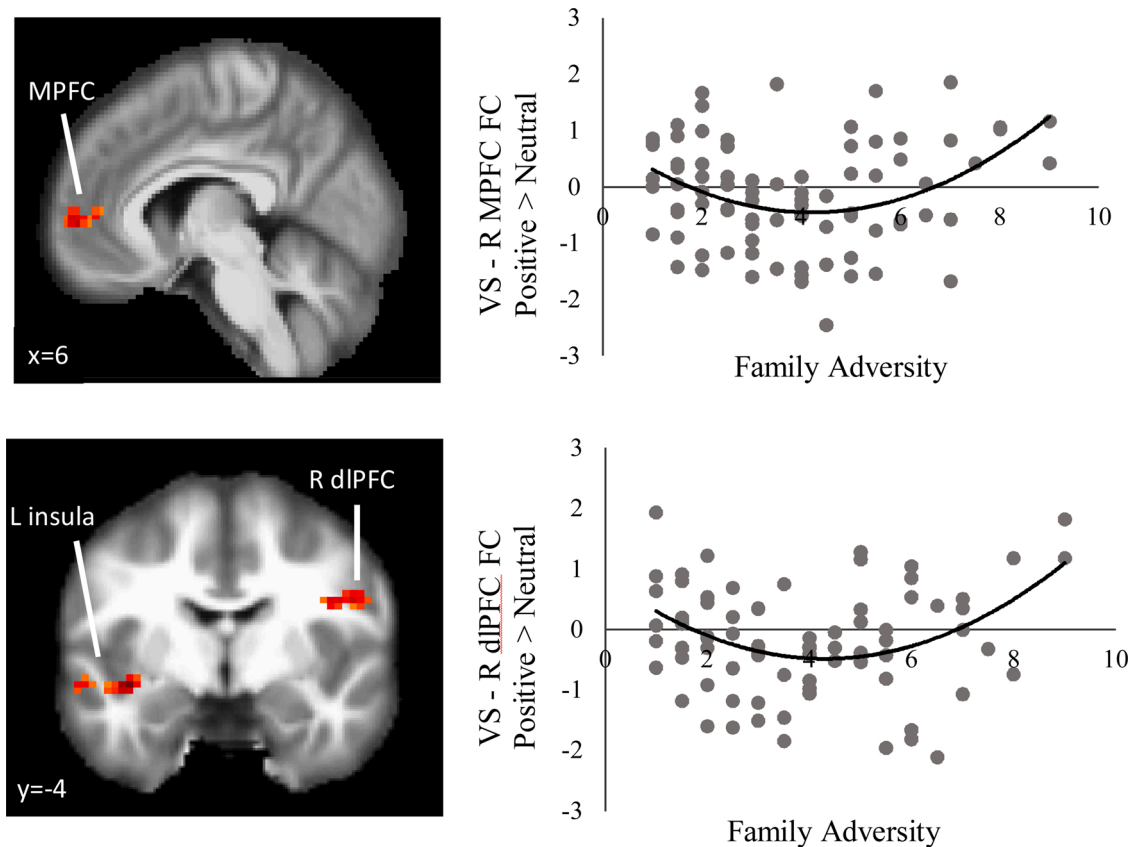 MPFC
x=6
VS - R MPFC FC
Positive > Neutral
3
2
1
0
-1
-2
-3
0
2
4
6
8
10
Family Adversity
R dlPFC
L insula
y=-4
VS - R dlPFC FC
Positive > Neutral
3
2
1
0
-1
-2
-3
0
2
4
6
8
10
Family Adversity